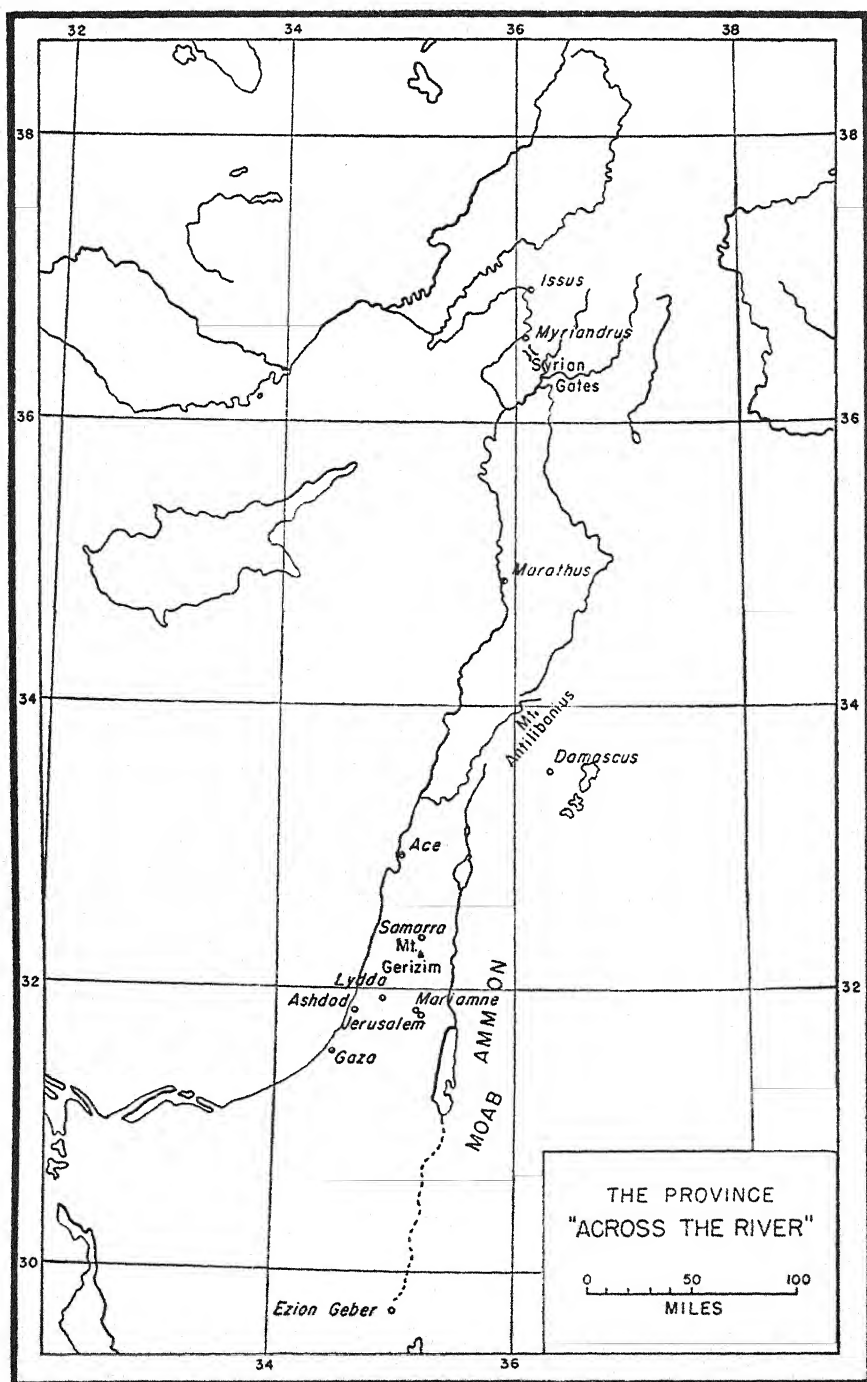 32 34 36 38
38 38
Issus
Myriandrus
Syrian
Gates
36 36
Marathus
34 34
Mt.
Antilibanius
Damascus
Ace
Samarra
Mt.
Gerizim
32 32
Lydda
Ashdod Mariamne
Jerusalem
Gaza
AMMON
MOAB
THE PROVINCE
"ACROSS THE RIVER"
30
0 50 100
MILES
Ezion Geber
34 36